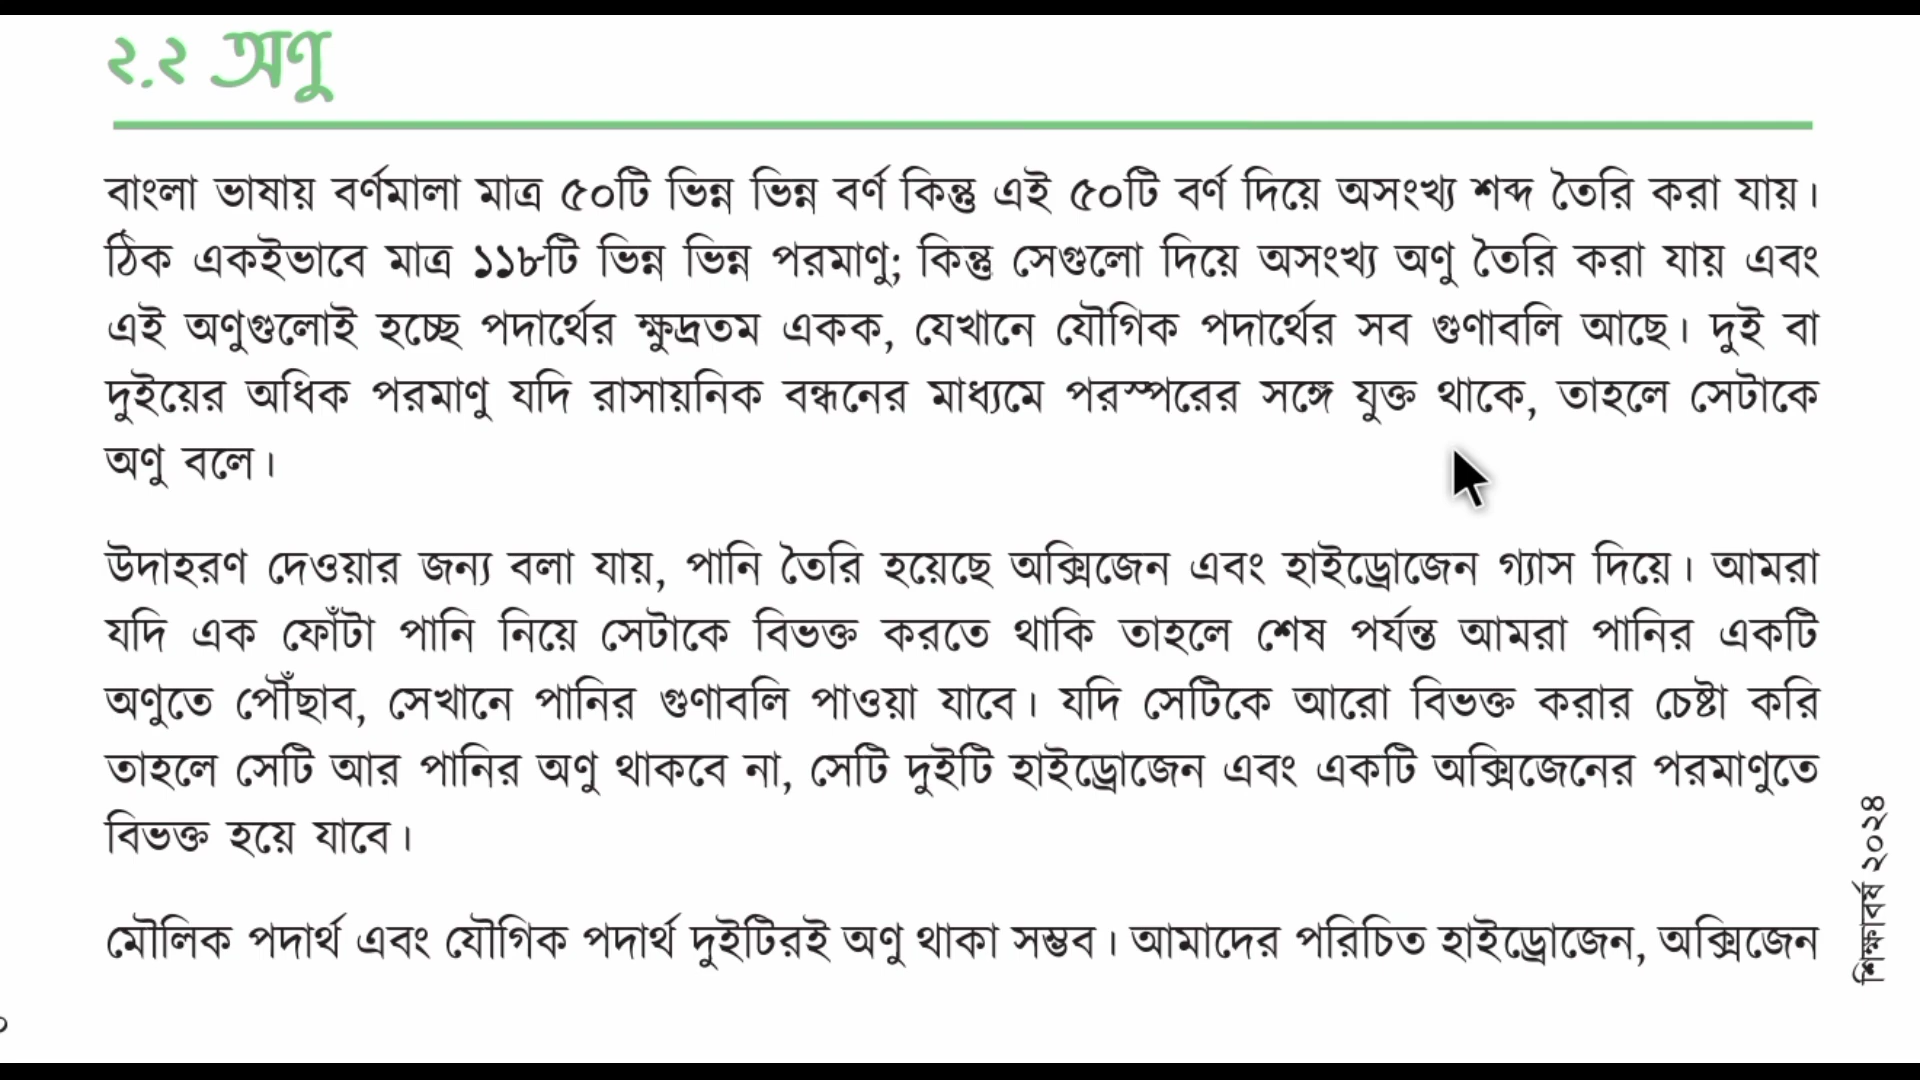 ২.২ অণু
বাংলা ভাষায় বর্ণমালা মাত্র ৫০টি ভিন্ন ভিন্ন বর্ণ কিন্তু এই ৫০টি বর্ণ দিয়ে অসংখ্য শব্দ তৈরি করা যায়।
ঠিক একইভাবে মাত্র ১১৮টি ভিন্ন ভিন্ন পরমাণু; কিন্তু সেগুলো দিয়ে অসংখ্য অণু তৈরি করা যায় এবং
এই অণুগুলোই হচ্ছে পদার্থের ক্ষুদ্রতম একক, যেখানে যৌগিক পদার্থের সব গুণাবলি আছে। দুই বা
দুইয়ের অধিক পরমাণু যদি রাসায়নিক বন্ধনের মাধ্যমে পরস্পরের সঙ্গে যুক্ত থাকে, তাহলে সেটাকে
অণু বলে।
উদাহরণ দেওয়ার জন্য বলা যায়, পানি তৈরি হয়েছে অক্সিজেন এবং হাইড্রোজেন গ্যাস দিয়ে। আমরা
যদি এক ফোঁটা পানি নিয়ে সেটাকে বিভক্ত করতে থাকি তাহলে শেষ পর্যন্ত আমরা পানির একটি
অণুতে পৌঁছাব, সেখানে পানির গুণাবলি পাওয়া যাবে। যদি সেটিকে আরো বিভক্ত করার চেষ্টা করি
তাহলে সেটি আর পানির অণু থাকবে না, সেটি দুইটি হাইড্রোজেন এবং একটি অক্সিজেনের পরমাণুতে
বিভক্ত হয়ে যাবে।
মৌলিক পদার্থ এবং যৌগিক পদার্থ দুইটিরই অণু থাকা সম্ভব। আমাদের পরিচিত হাইড্রোজেন, অক্সিজেন
শিক্ষাবর্ষ ২০২৪